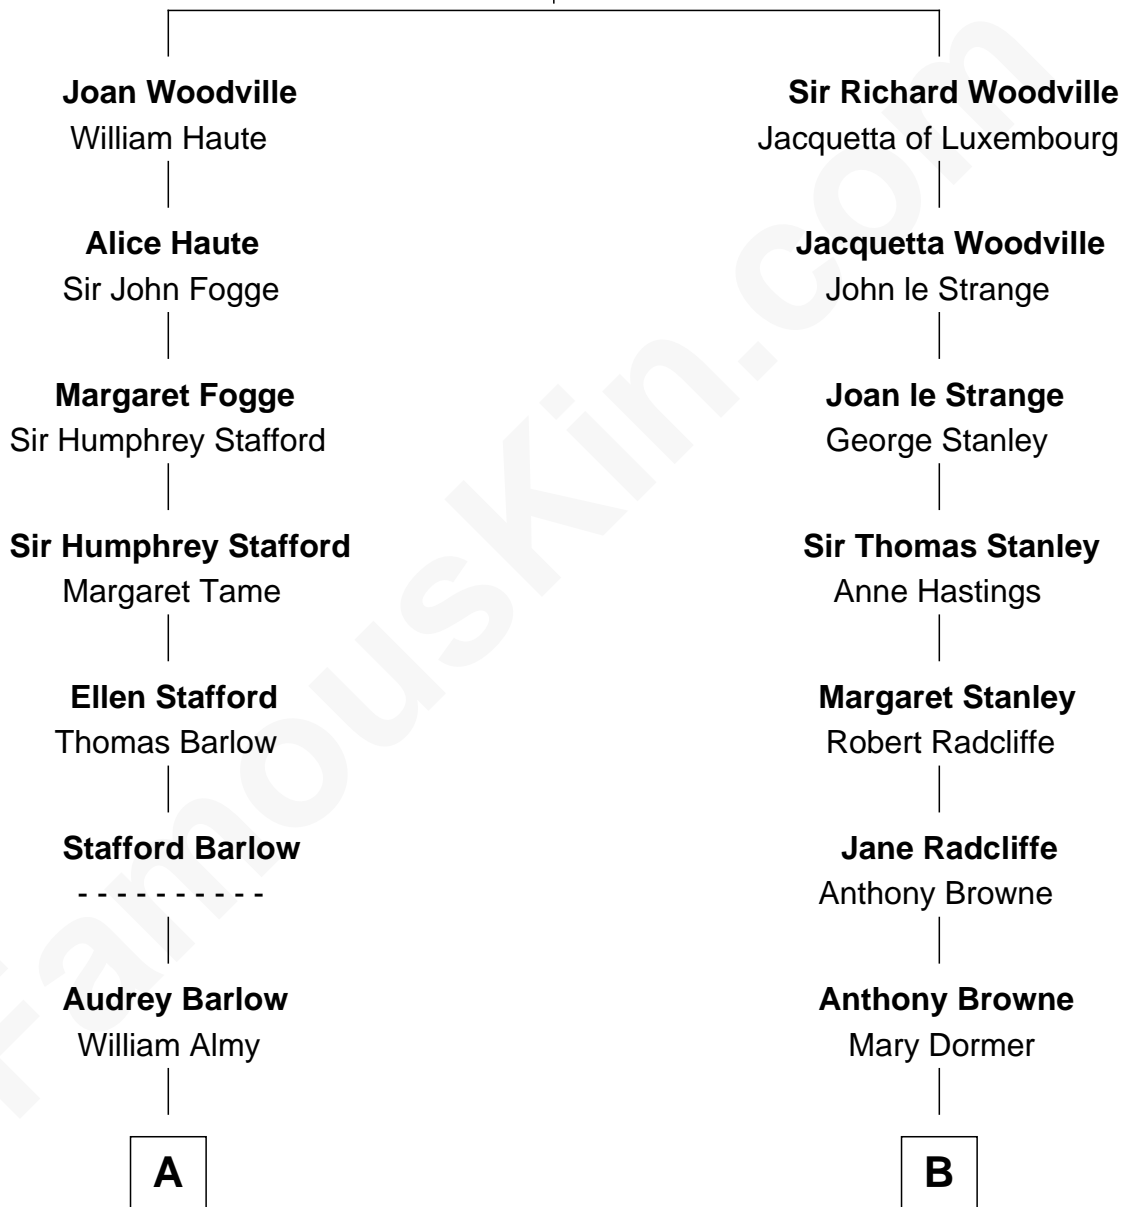 Joan Woodville
William Haute
Alice Haute
Sir John Fogge
Margaret Fogge
Sir Humphrey Stafford
Sir Humphrey Stafford
Margaret Tame
Ellen Stafford
Thomas Barlow
Stafford Barlow
- - - - - - - - - -
Audrey Barlow
William Almy
A
Sir Richard Woodville
Jacquetta of Luxembourg
Jacquetta Woodville
John le Strange
Joan le Strange
George Stanley
Sir Thomas Stanley
Anne Hastings
Margaret Stanley
Robert Radcliffe
Jane Radcliffe
Anthony Browne
Anthony Browne
Mary Dormer
B
FamousKin.com